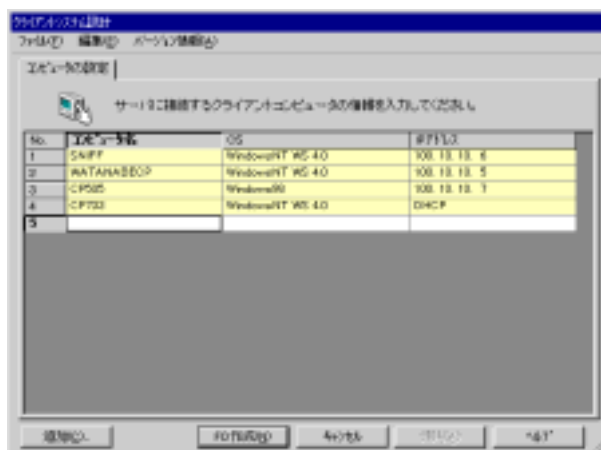 クライアントシステム設計
ファイル(F) 編集(E) バージョン情報(A)
コンピュータの設定
サーバに接続するクライアントコンピュータの情報を入力してください。
No. コンピュータ名 OS IPアドレス
1 SNIFF WindowsNT WS 4.0 100. 10. 10. 6
2 WATANABECP WindowsNT WS 4.0 100. 10. 10. 5
3 CP505 Windows98 100. 10. 10. 7
4 WindowsNT WS 4.0 DHCP
5
キャンセル ヘルプ